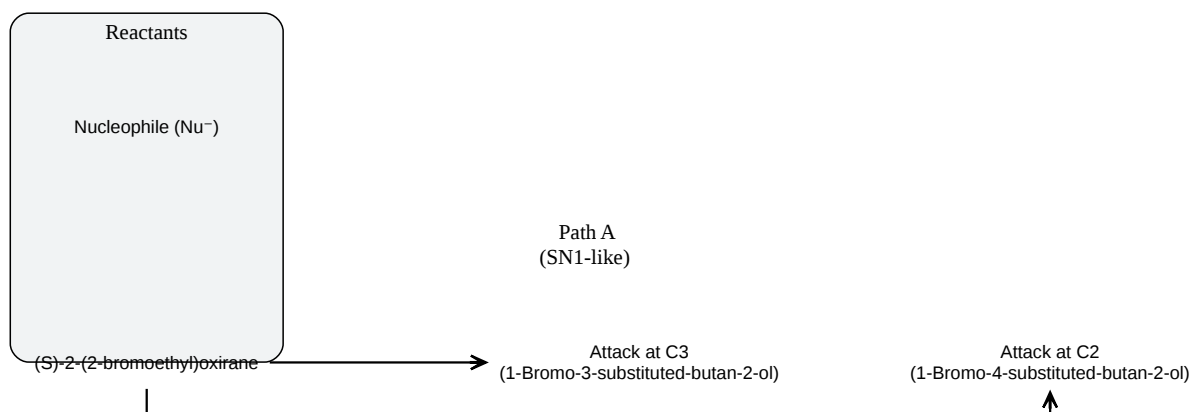 Reactants
Nucleophile (Nu⁻)
Path A
(SN1-like)
(S)-2-(2-bromoethyl)oxirane
Attack at C3
(1-Bromo-3-substituted-butan-2-ol)
Attack at C2
(1-Bromo-4-substituted-butan-2-ol)